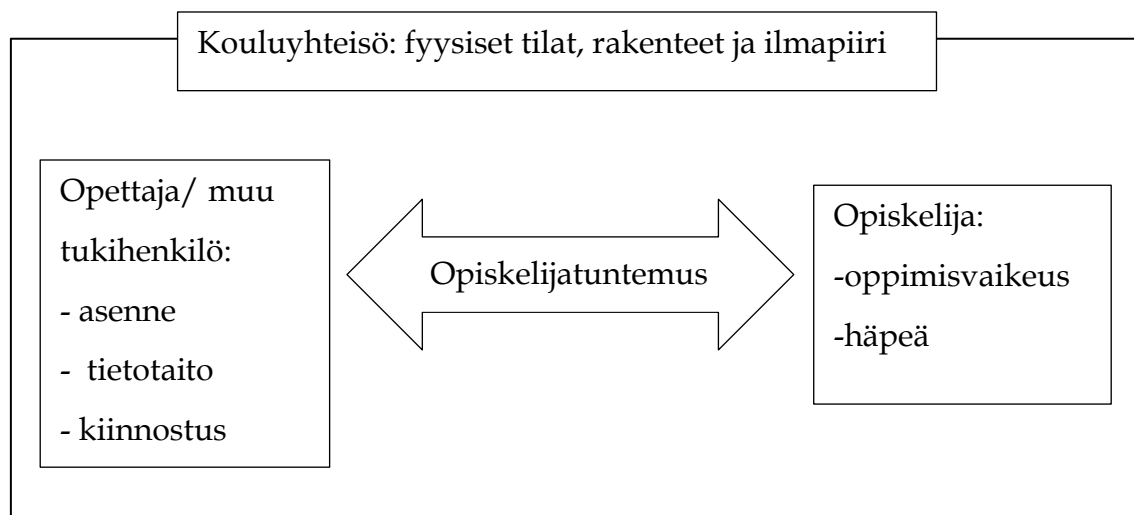 Kouluyhteisö: fyysiset tilat, rakenteet ja ilmapiiri
Opettaja/ muu
tukihenkilö:
- asenne
- tietotaito
- kiinnostus
Opiskelijatuntemus
Opiskelija:
-oppimisvaikeus
-häpeä